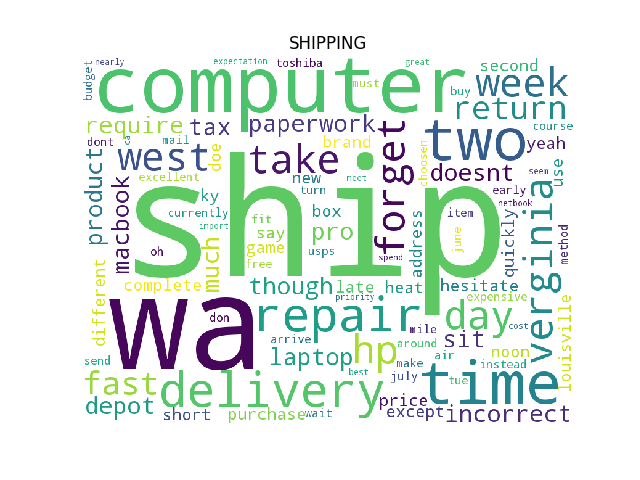 SHIPPING
nearly expectation toshiba great
budget computer must buy second week
require tax paperwork return
dont mail brand two yeah course
west doe take forget choosen doesnt
product macbook excellent new turn meet early seen use
ky currently import ship box fit netbook
oh say pro usps address item quickly method
different much game free spend june verginia
complete though late heat hesitate
wa don repair priority mile expensive day cost
arrive laptop hp around sit noon louisville
send fast delivery best make air instead time
depot july tue
short purchase wait price except incorrect
ca